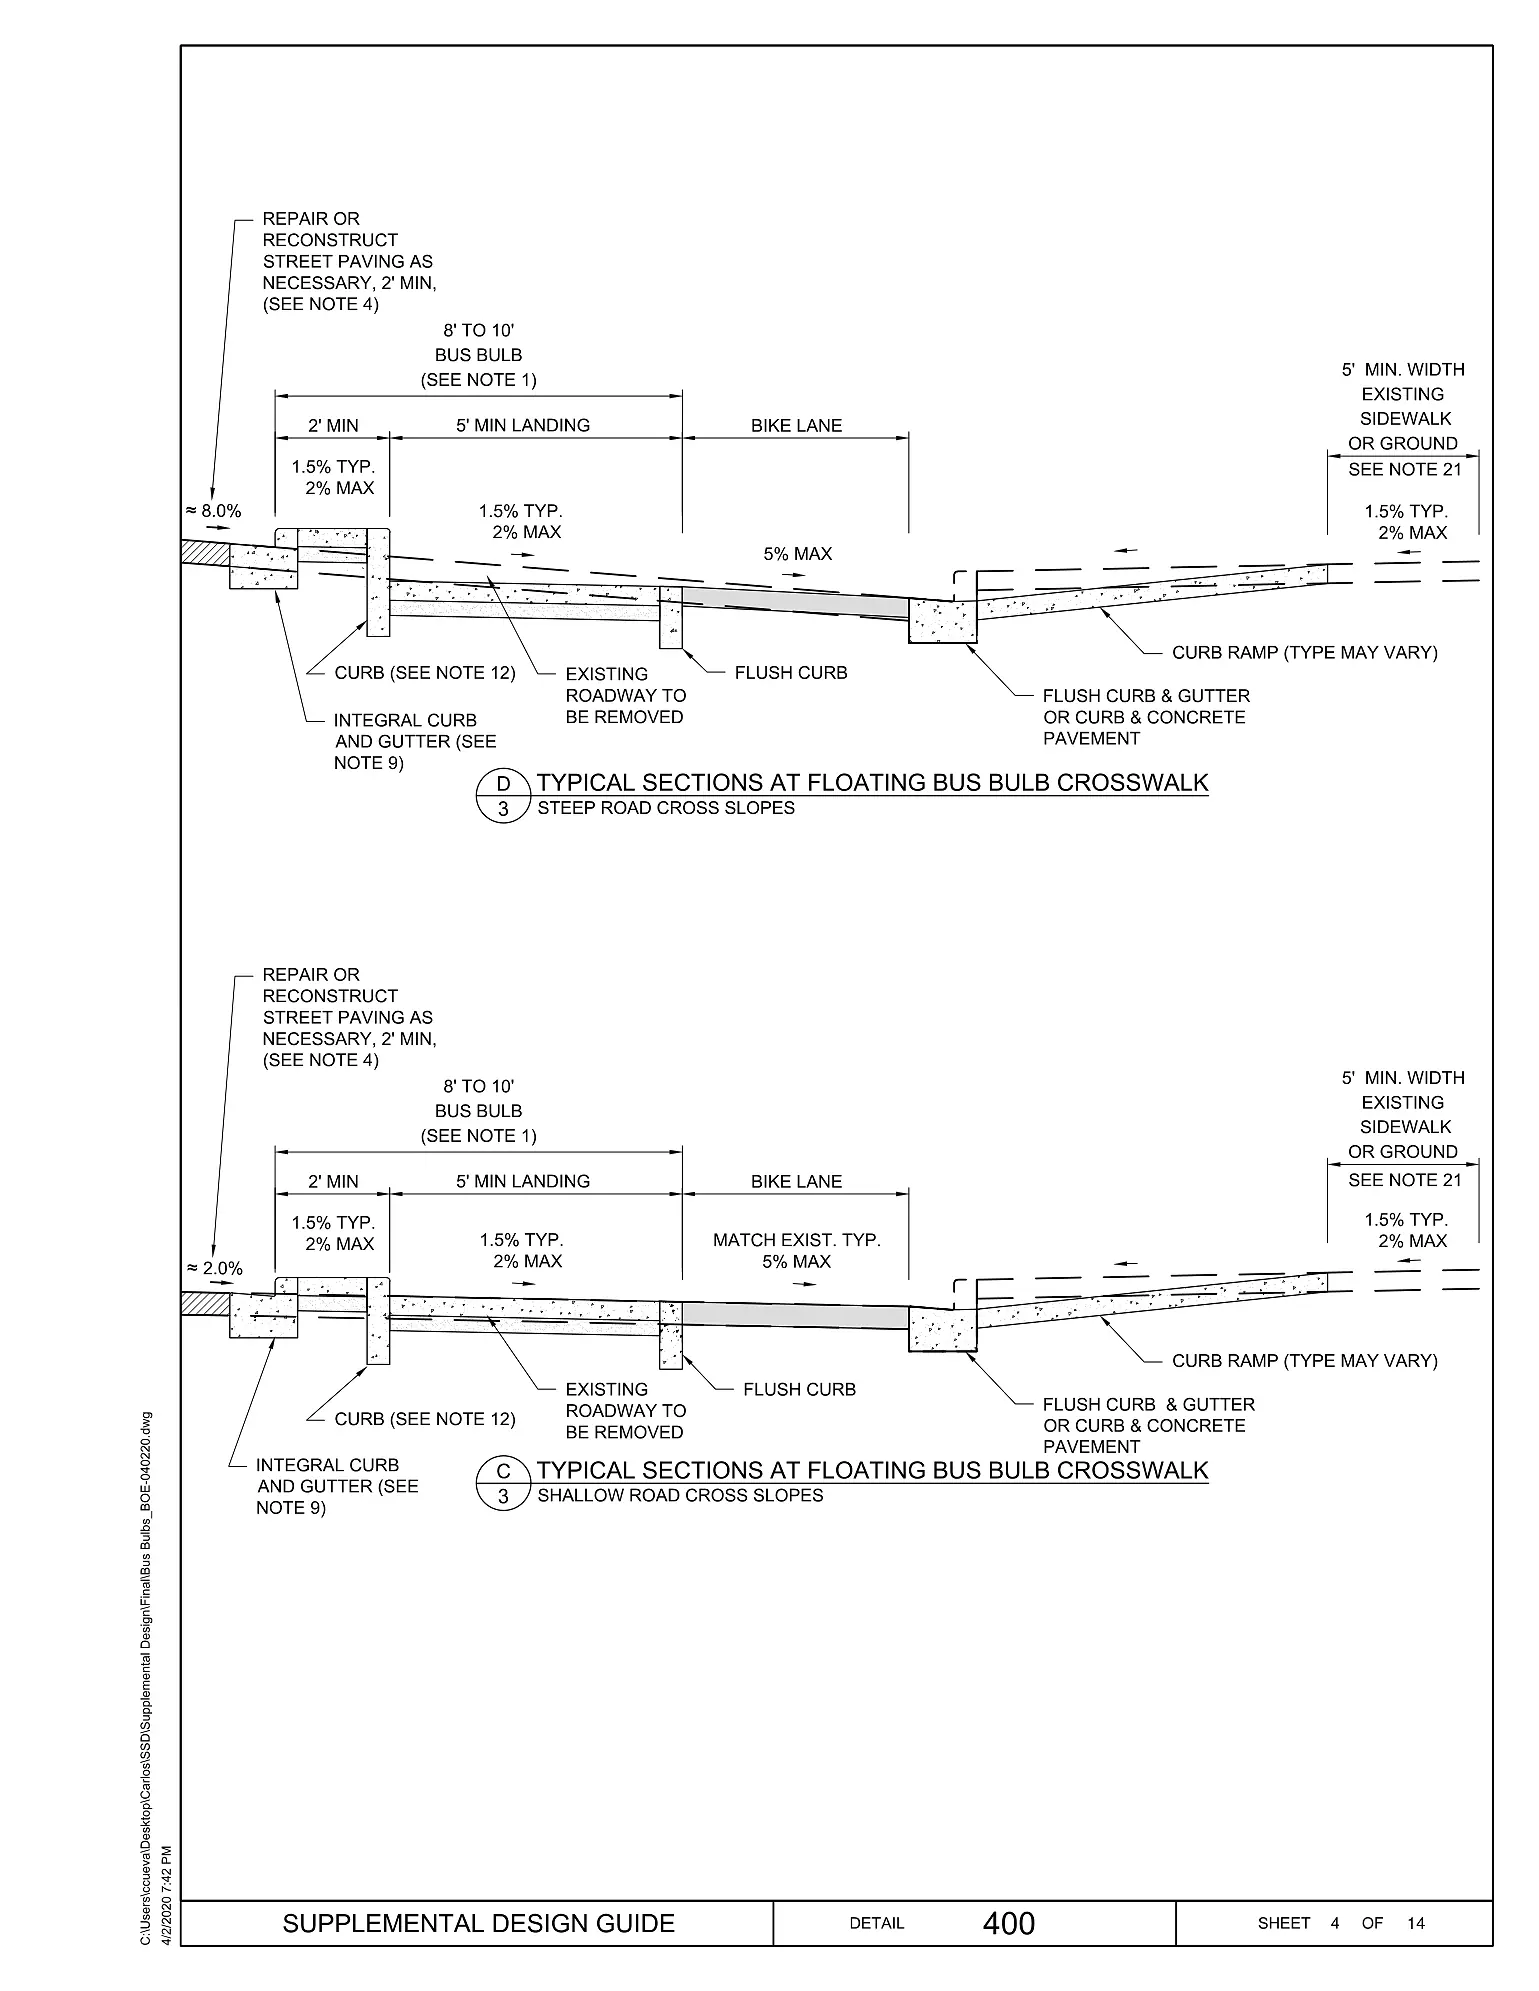 REPAIR OR
RECONSTRUCT
STREET PAVING AS
NECESSARY, 2' MIN,
(SEE NOTE 4)
8' TO 10'
BUS BULB
(SEE NOTE 1)
5'  MIN. WIDTH
EXISTING
SIDEWALK
OR GROUND
SEE NOTE 21
2' MIN
5' MIN LANDING
BIKE LANE
1.5% TYP.
2% MAX
≈ 8.0%
1.5% TYP.
2% MAX
5% MAX
1.5% TYP.
2% MAX
CURB (SEE NOTE 12)
EXISTING
ROADWAY TO
BE REMOVED
FLUSH CURB
CURB RAMP (TYPE MAY VARY)
FLUSH CURB & GUTTER
OR CURB & CONCRETE
PAVEMENT
INTEGRAL CURB
AND GUTTER (SEE
NOTE 9)
D
3
TYPICAL SECTIONS AT FLOATING BUS BULB CROSSWALK
STEEP ROAD CROSS SLOPES
REPAIR OR
RECONSTRUCT
STREET PAVING AS
NECESSARY, 2' MIN,
(SEE NOTE 4)
8' TO 10'
BUS BULB
(SEE NOTE 1)
5'  MIN. WIDTH
EXISTING
SIDEWALK
OR GROUND
SEE NOTE 21
2' MIN
5' MIN LANDING
BIKE LANE
1.5% TYP.
2% MAX
≈ 2.0%
1.5% TYP.
2% MAX
MATCH EXIST. TYP.
5% MAX
1.5% TYP.
2% MAX
CURB RAMP (TYPE MAY VARY)
EXISTING
ROADWAY TO
BE REMOVED
FLUSH CURB
FLUSH CURB  & GUTTER
OR CURB & CONCRETE
PAVEMENT
CURB (SEE NOTE 12)
INTEGRAL CURB
AND GUTTER (SEE
NOTE 9)
C
3
TYPICAL SECTIONS AT FLOATING BUS BULB CROSSWALK
SHALLOW ROAD CROSS SLOPES
C:\Users\ccueva\Desktop\Carlos\SSD\Supplemental Design\Final\Bus Bulbs_BOE-040220.dwg
4/2/2020 7:42 PM
SUPPLEMENTAL DESIGN GUIDE
DETAIL 400
SHEET 4 OF 14